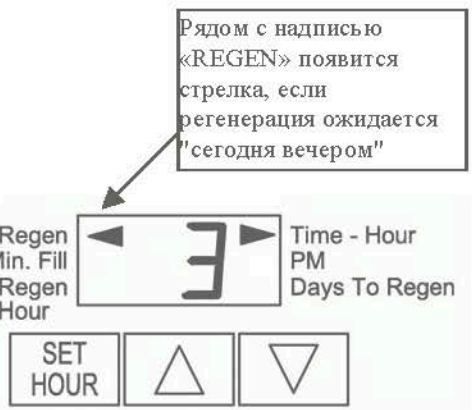 Рядом с надписью
«REGEN» появится
стрелка, если
регенерация ожидается
"сегодня вечером"
Regen
Min. Fill
Regen
Hour
3
Time - Hour
PM
Days To Regen
SET
HOUR